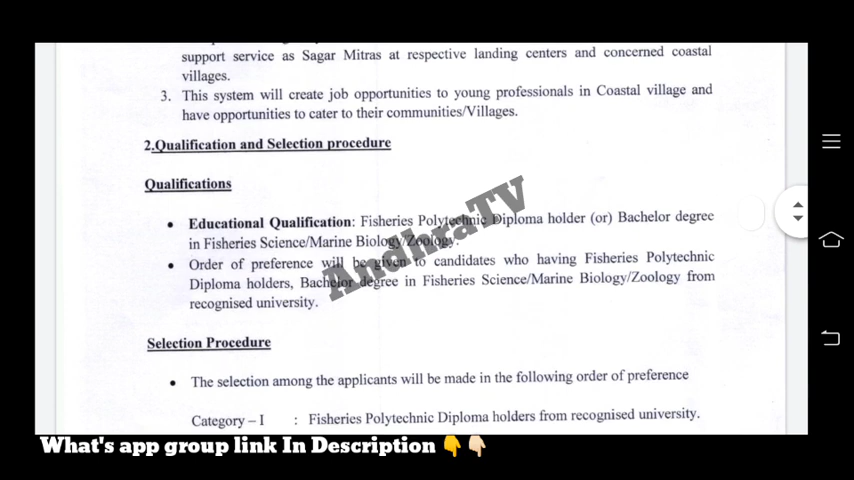 support service as Sagar Mitras at respective landing centers and concerned coastal
villages.
3. This system will create job opportunities to young professionals in Coastal village and
have opportunities to cater to their communities/Villages.
2.Qualification and Selection procedure
Qualifications
• Educational Qualification: Fisheries Polytechnic Diploma holder (or) Bachelor degree
in Fisheries Science/Marine Biology/Zoology.
• Order of preference will be given to candidates who having Fisheries Polytechnic
Diploma holders, Bachelor degree in Fisheries Science/Marine Biology/Zoology from
recognised university.
AndhraTV
Selection Procedure
• The selection among the applicants will be made in the following order of preference
Category – I : Fisheries Polytechnic Diploma holders from recognised university.
What's app group link In Description 👇👇🏻